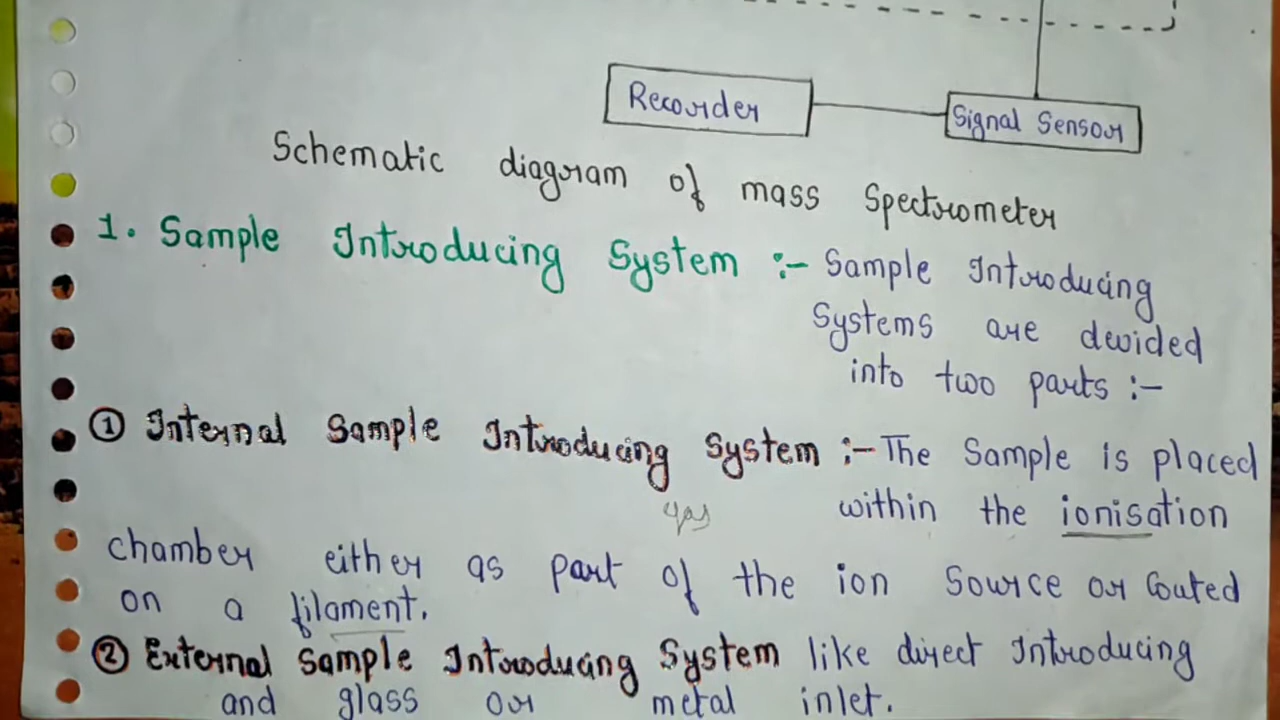 Recorder
Signal Sensor
Schematic diagram of mass Spectrometer
1. Sample Introducing System :- Sample Introducing
Systems are devided
into two parts :-
① Internal Sample Introducing System :- The Sample is placed
within the ionisation
chamber either as part of the ion Source or Coated
on a filament.
② External Sample Introducing System like direct Introducing
and glass or metal inlet.